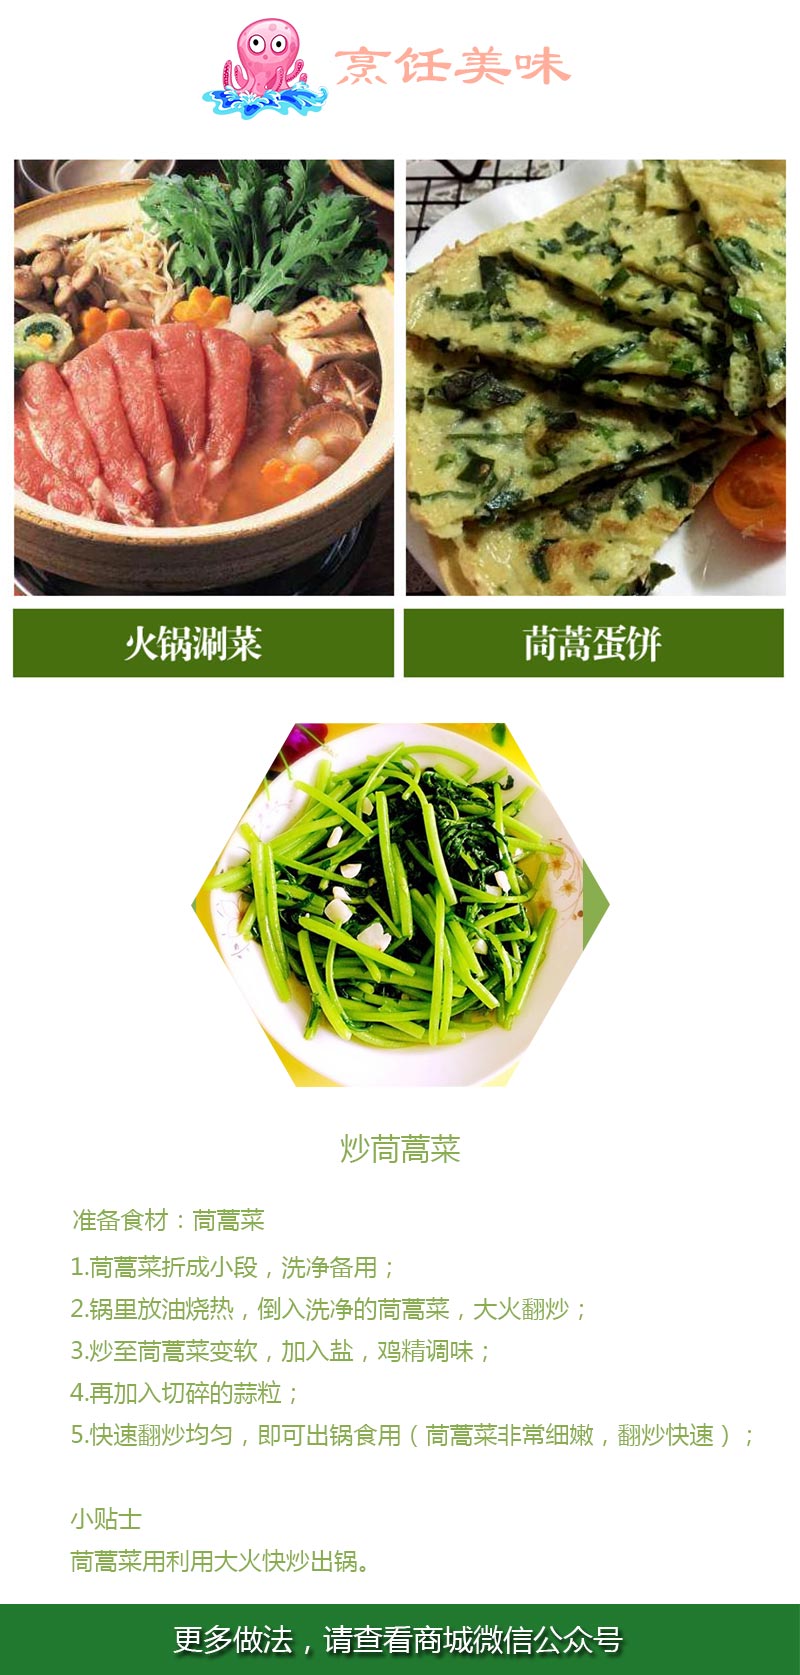 烹饪美味
火锅涮菜
茼蒿蛋饼
炒茼蒿菜
准备食材：茼蒿菜
1.茼蒿菜折成小段，洗净备用；
2.锅里放油烧热，倒入洗净的茼蒿菜，大火翻炒；
3.炒至茼蒿菜变软，加入盐，鸡精调味；
4.再加入切碎的蒜粒；
5.快速翻炒均匀，即可出锅食用（茼蒿菜非常细嫩，翻炒快速）；
小贴士
茼蒿菜用利用大火快炒出锅。
更多做法，请查看商城微信公众号